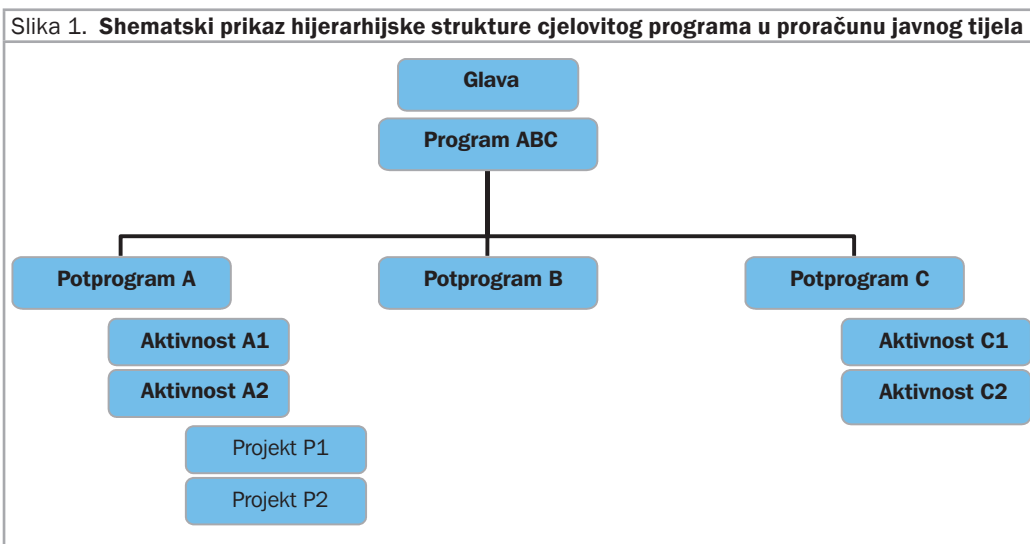 Slika 1. Shematski prikaz hijerarhijske strukture cjelovitog programa u proračunu javnog tijela
Glava
Program ABC
Potprogram A
Potprogram B
Potprogram C
Aktivnost A1
Aktivnost C1
Aktivnost A2
Aktivnost C2
Projekt P1
Projekt P2